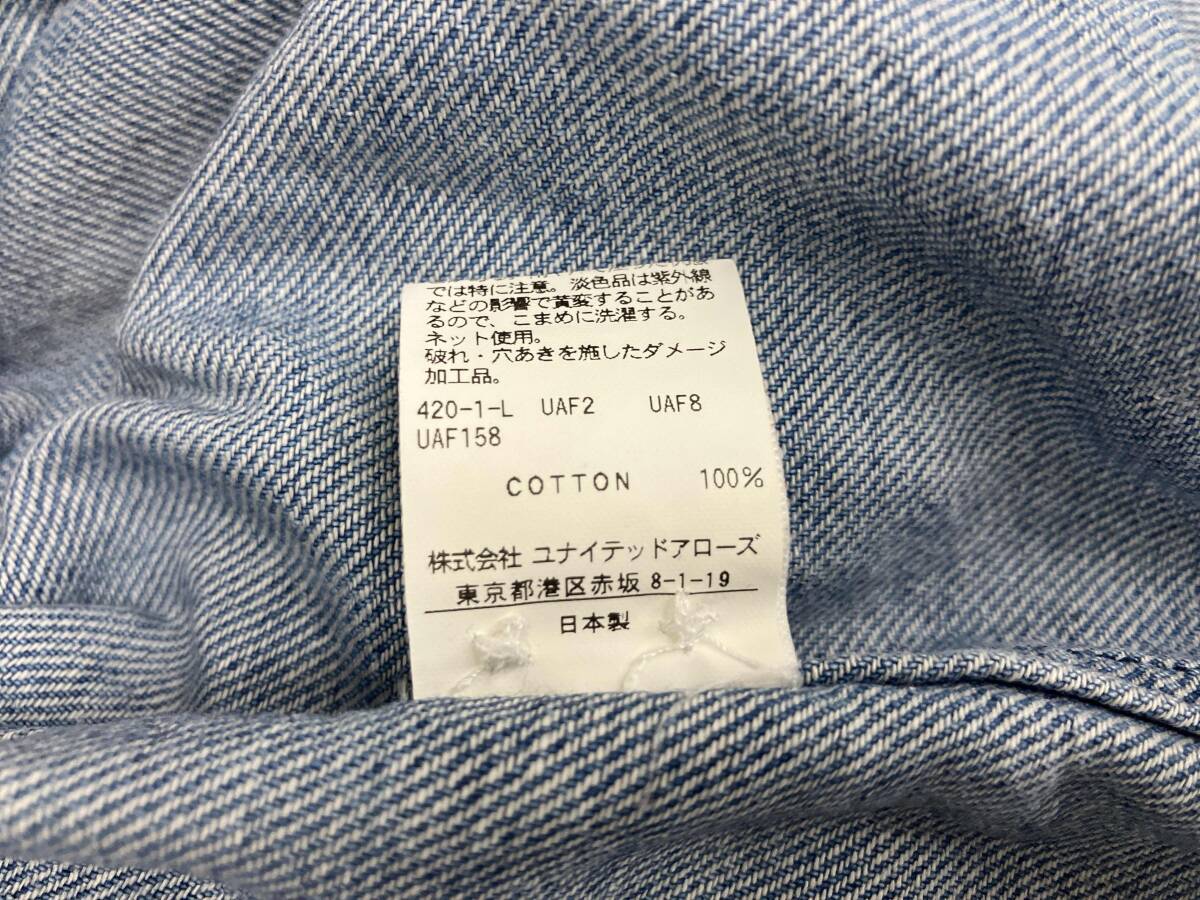 では特に注意。淡色品は紫外線
などの影響で黄変することがあ
るので、こまめに洗濯する。
ネット使用。
破れ・穴あきを施したダメージ
加工品。
420-1-L UAF2 UAF8
UAF158
COTTON 100%
株式会社 ユナイテッドアローズ
東京都港区赤坂 8-1-19
日本製